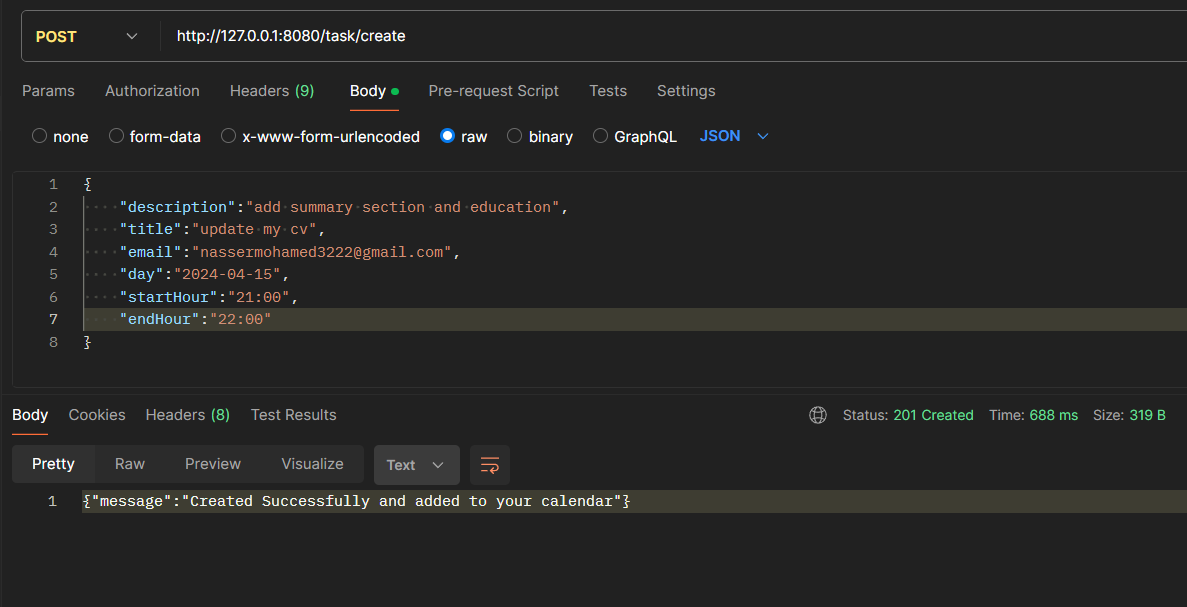 POST http://127.0.0.1:8080/task/create
Params Authorization Headers (9) Body Pre-request Script Tests Settings
none form-data x-www-form-urlencoded raw binary GraphQL JSON
1 {
2 "description":"add summary section and education",
3 "title":"update my cv",
4 "email":"nassermohamed3222@gmail.com",
5 "day":"2024-04-15",
6 "startHour":"21:00",
7 "endHour":"22:00"
8 }
Body Cookies Headers (8) Test Results Status: 201 Created Time: 688 ms Size: 319 B
Pretty Raw Preview Visualize Text
1 {"message":"Created Successfully and added to your calendar"}